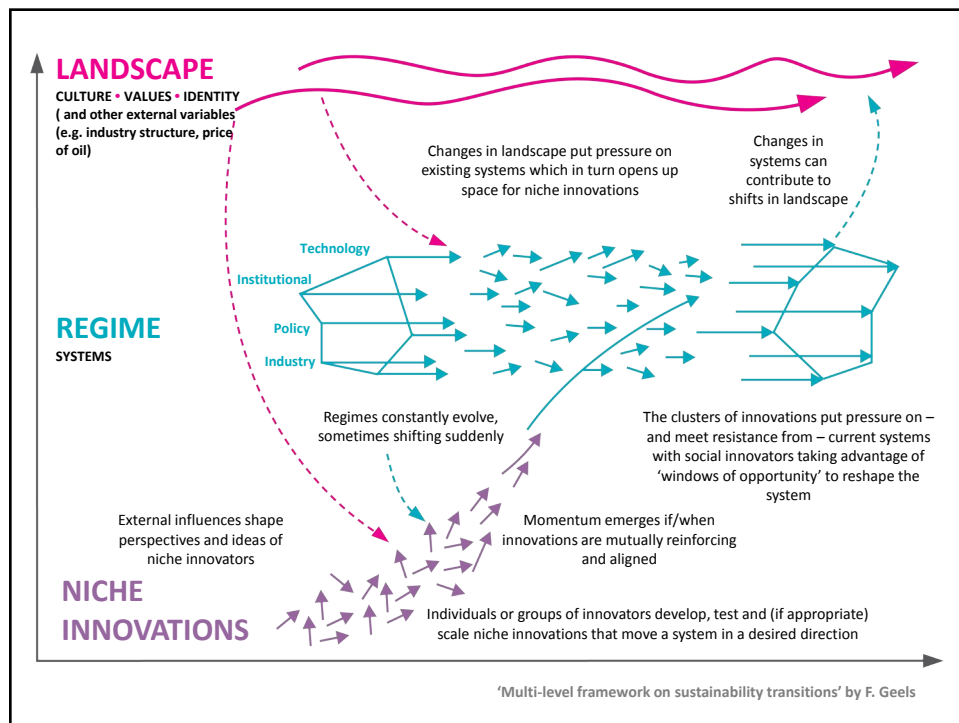 LANDSCAPE
CULTURE • VALUES • IDENTITY
( and other external variables
(e.g. industry structure, price
of oil)
Changes in landscape put pressure on
existing systems which in turn opens up
space for niche innovations
Changes in
systems can
contribute to
shifts in landscape
Technology
Institutional
Policy
Industry
REGIME
SYSTEMS
Regimes constantly evolve,
sometimes shifting suddenly
The clusters of innovations put pressure on –
and meet resistance from – current systems
with social innovators taking advantage of
‘windows of opportunity’ to reshape the
system
External influences shape
perspectives and ideas of
niche innovators
Momentum emerges if/when
innovations are mutually reinforcing
and aligned
NICHE
INNOVATIONS
Individuals or groups of innovators develop, test and (if appropriate)
scale niche innovations that move a system in a desired direction
‘Multi-level framework on sustainability transitions’ by F. Geels